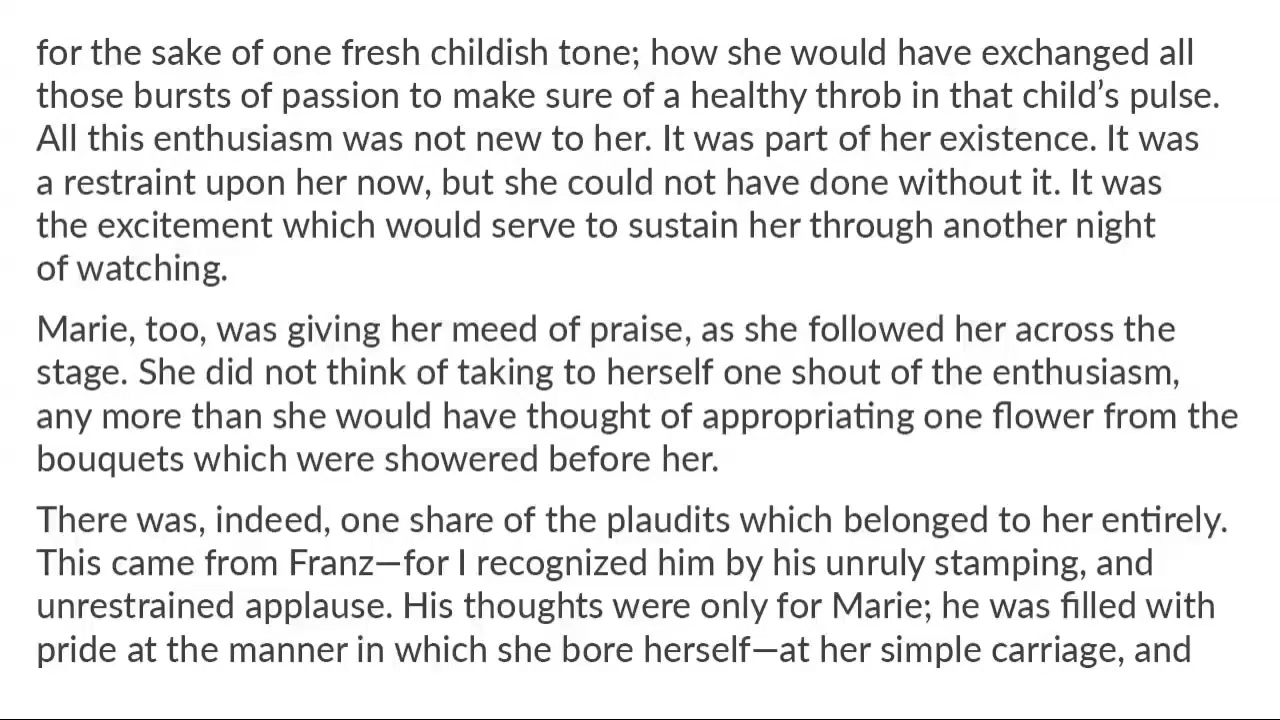 for the sake of one fresh childish tone; how she would have exchanged all
those bursts of passion to make sure of a healthy throb in that child’s pulse.
All this enthusiasm was not new to her. It was part of her existence. It was
a restraint upon her now, but she could not have done without it. It was
the excitement which would serve to sustain her through another night
of watching.
Marie, too, was giving her meed of praise, as she followed her across the
stage. She did not think of taking to herself one shout of the enthusiasm,
any more than she would have thought of appropriating one flower from the
bouquets which were showered before her.
There was, indeed, one share of the plaudits which belonged to her entirely.
This came from Franz—for I recognized him by his unruly stamping, and
unrestrained applause. His thoughts were only for Marie; he was filled with
pride at the manner in which she bore herself—at her simple carriage, and